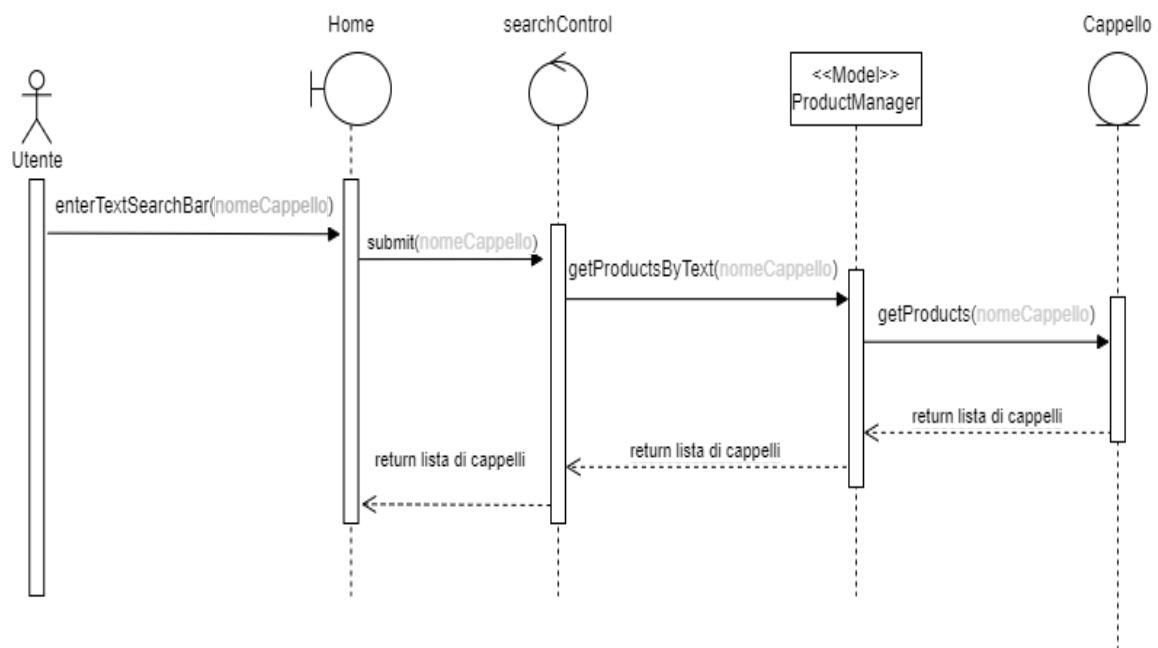 Home
searchControl
Cappello
<<Model>>
ProductManager
Utente
enterTextSearchBar(nomeCappello)
submit(nomeCappello)
getProductsByText(nomeCappello)
getProducts(nomeCappello)
return lista di cappelli
return lista di cappelli
return lista di cappelli